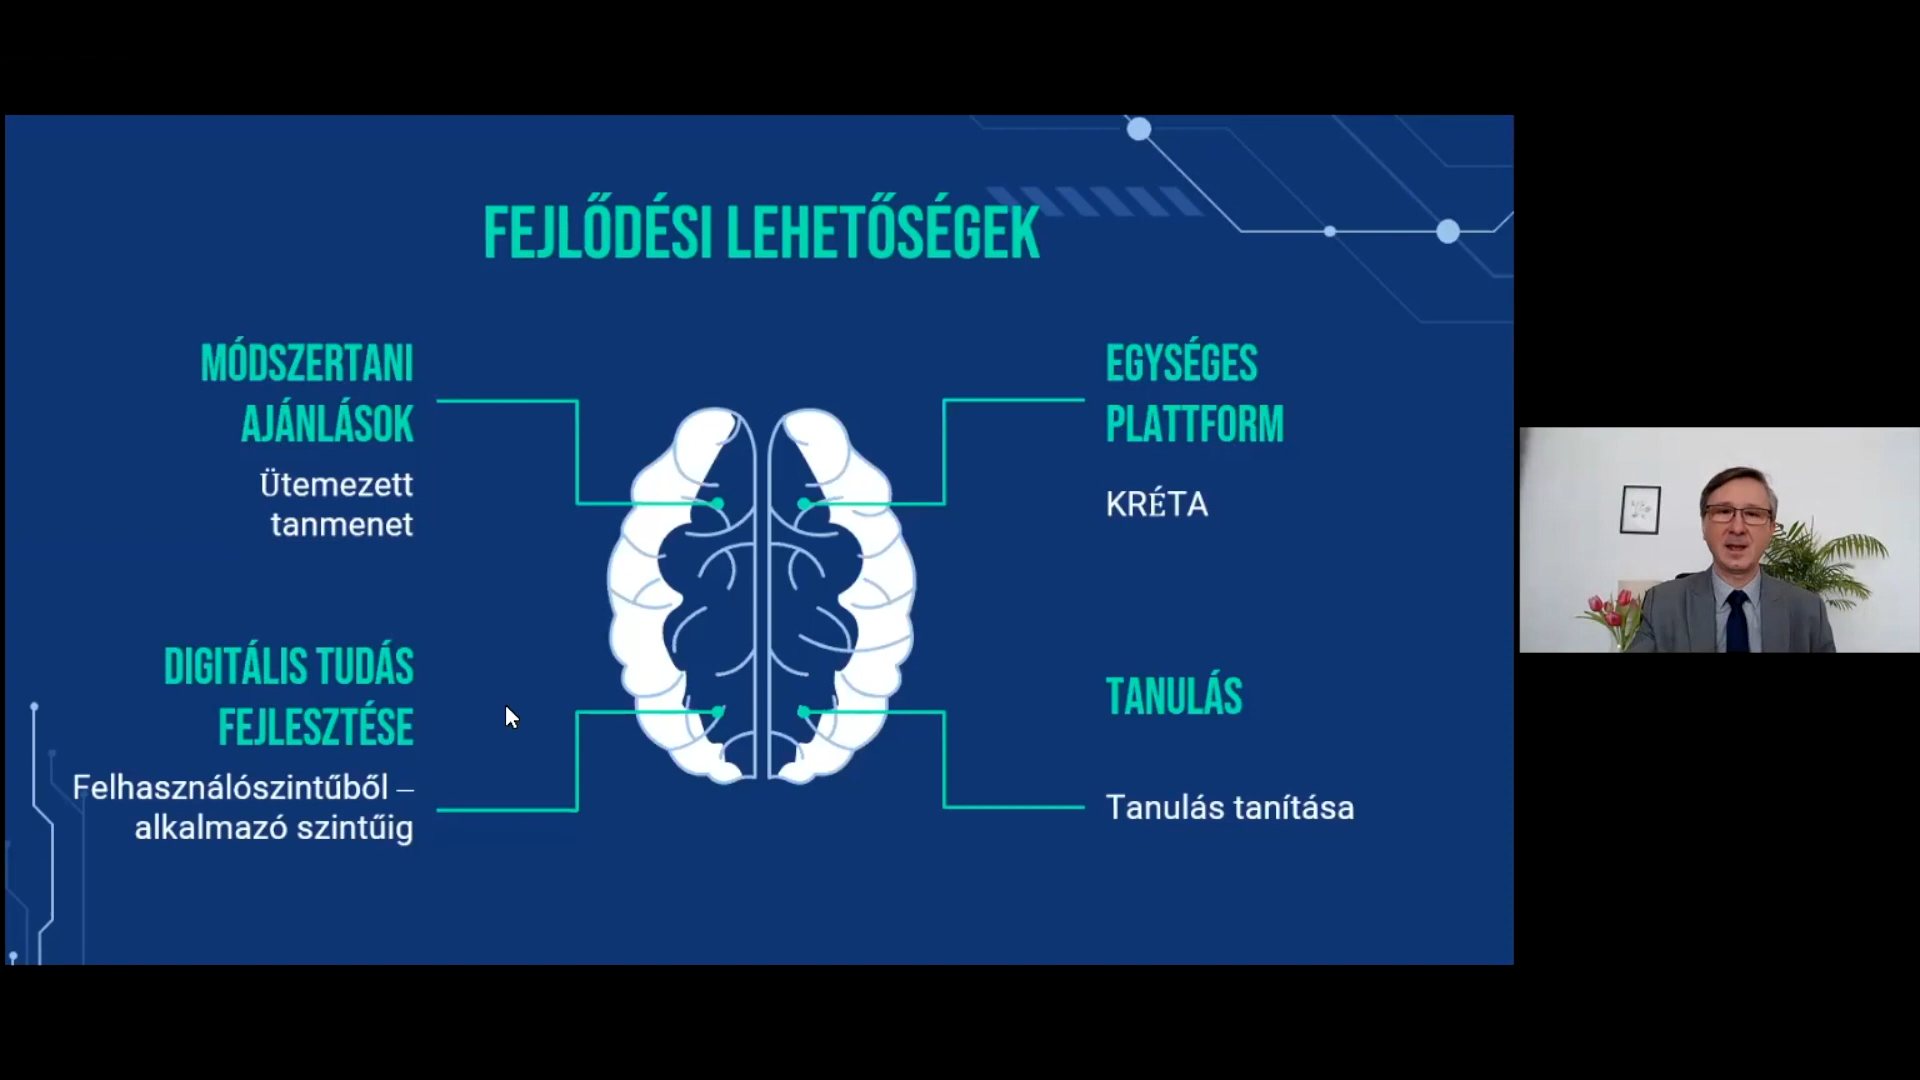 FEJLŐDÉSI LEHETŐSÉGEK
MÓDSZERTANI
AJÁNLÁSOK
Ütemezett
tanmenet
EGYSÉGES
PLATTFORM
KRÉTA
DIGITÁLIS TUDÁS
FEJLESZTÉSE
Felhasználószintűből –
alkalmazó szintűig
TANULÁS
Tanulás tanítása